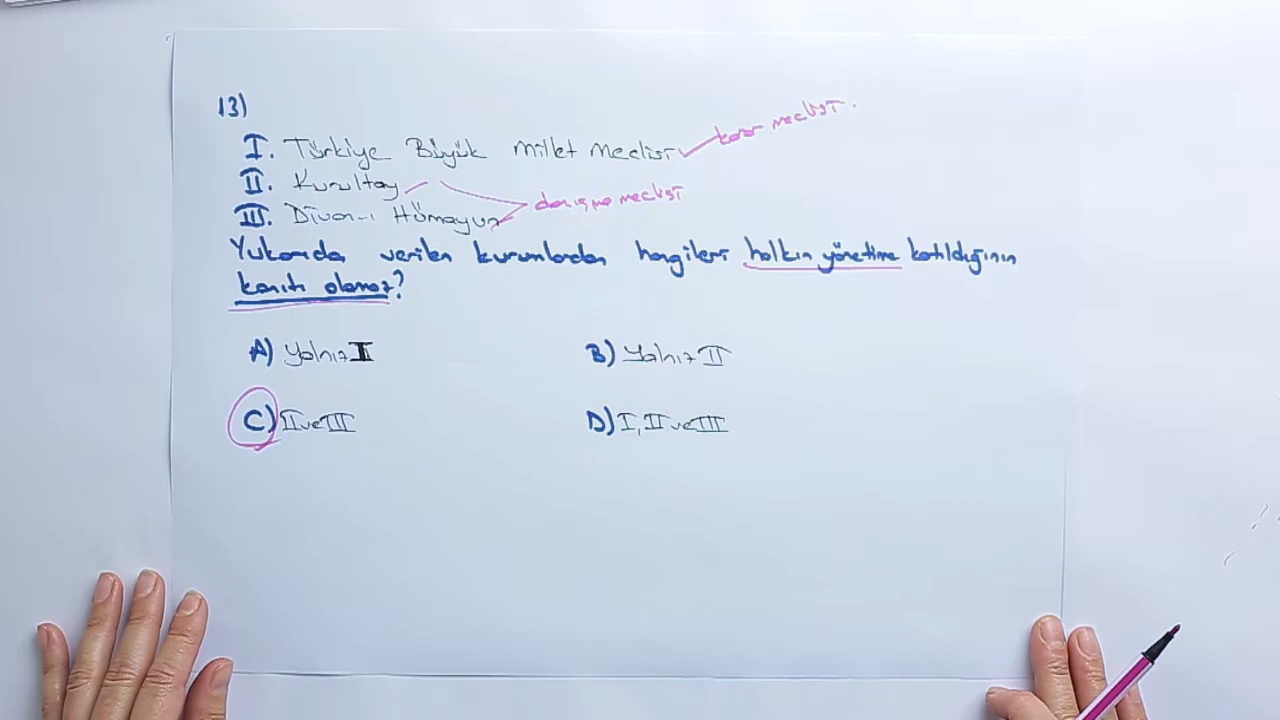 13)
I. Türkiye Büyük Millet Meclisi karar meclisi.
II. Kurultay
danışma meclisi
III. Divan-ı Hümayun
Yukarıda verilen kurumlardan hangileri halkın yönetime katıldığının
kanıtı olamaz?
A) Yalnız I B) Yalnız II
C) II ve III D) I, II ve III